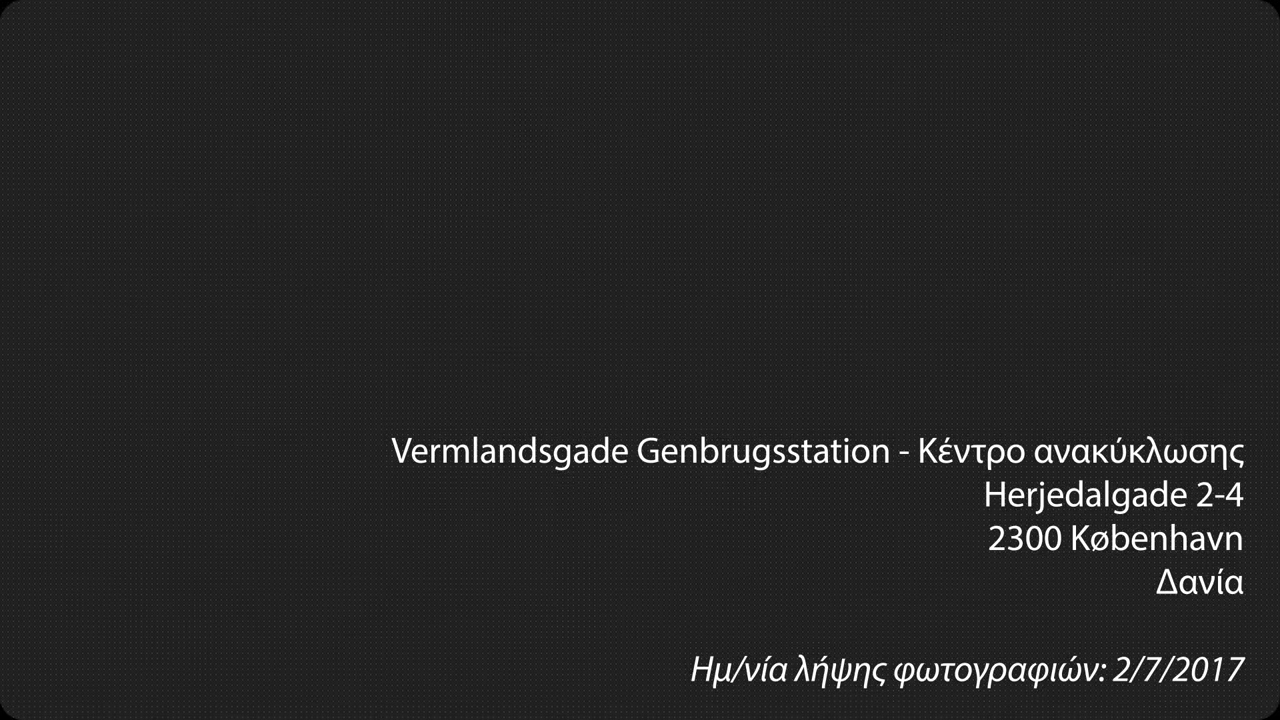 Vermlandsgade Genbrugsstation - Κέντρο ανακύκλωσης
Herjedalgade 2-4
2300 København
Δανία
Ημ/νία λήψης φωτογραφιών: 2/7/2017